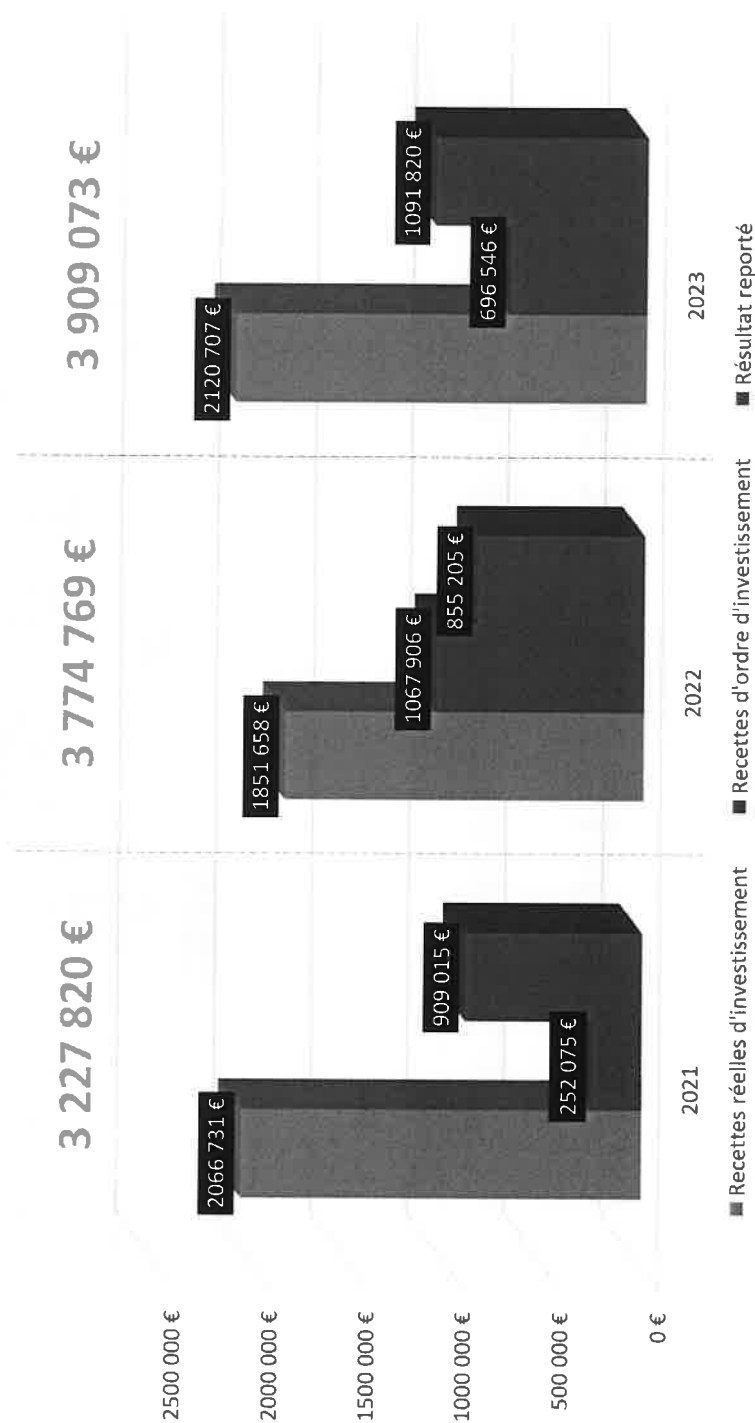 3 227 820 €
3 774 769 €
3 909 073 €
2500 000 €
2000 000 €
1500 000 €
1000 000 €
500 000 €
0 €
2066 731 €
252 075 €
909 015 €
1851 658 €
1067 906 €
855 205 €
2120 707 €
696 546 €
1091 820 €
2021
2022
2023
■ Recettes réelles d'investissement
■ Recettes d'ordre d'investissement
■ Résultat reporté